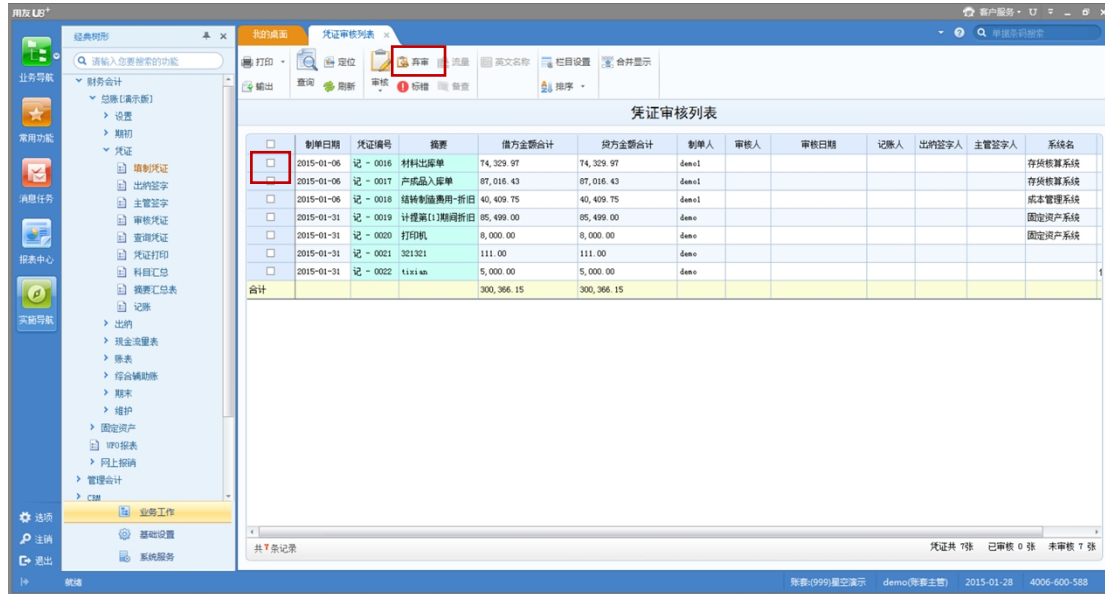 用友 U8+
客户服务
经典树形
我的桌面
凭证审核列表
单据条码搜索
请输入您要搜索的功能
业务导航
常用功能
消息任务
报表中心
实施导航
选项
注销
退出
财务会计
总账[演示版]
设置
期初
凭证
填制凭证
出纳签字
主管签字
审核凭证
查询凭证
凭证打印
科目汇总
摘要汇总表
记账
出纳
现金流量表
账表
综合辅助账
期末
维护
固定资产
UFO报表
网上报销
管理会计
CRM
业务工作
基础设置
系统服务
打印
输出
查询
定位
刷新
审核
弃审
标错
流量
英文名称
栏目设置
排序
合并显示
凭证审核列表
制单日期 凭证编号 摘要 借方金额合计 贷方金额合计 制单人 审核人 审核日期 记账人 出纳签字人 主管签字人 系统名
2015-01-06 记 - 0016 材料出库单 74,329.97 74,329.97 demo1 存货核算系统
2015-01-06 记 - 0017 产成品入库单 87,016.43 87,016.43 demo1 存货核算系统
2015-01-06 记 - 0018 结转制造费用-折旧 40,409.75 40,409.75 demo1 成本管理系统
2015-01-31 记 - 0019 计提第[1]期间折旧 85,499.00 85,499.00 demo 固定资产系统
2015-01-31 记 - 0020 打印机 8,000.00 8,000.00 demo 固定资产系统
2015-01-31 记 - 0021 321321 111.00 111.00 demo
2015-01-31 记 - 0022 tixian 5,000.00 5,000.00 demo
合计 300,366.15 300,366.15
共7条记录
凭证共 7张 已审核 0 张 未审核 7 张
就绪
账套:(999)星空演示 demo(账套主管) 2015-01-28 4006-600-588